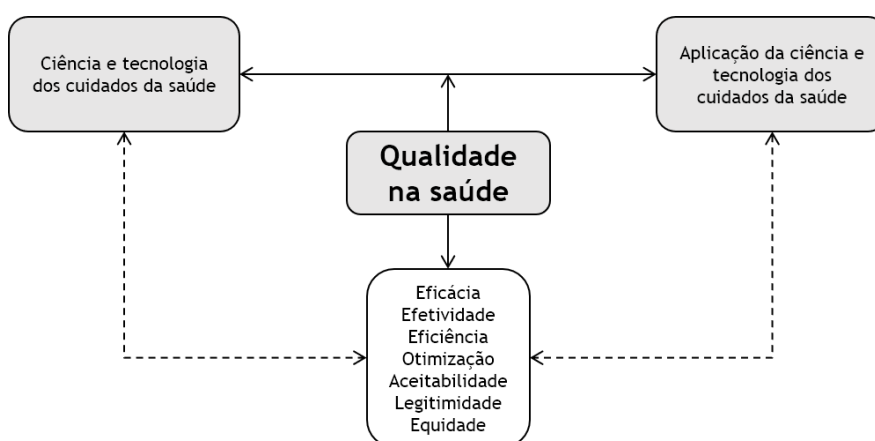 Ciência e tecnologia
dos cuidados da saúde
Aplicação da ciência e
tecnologia dos
cuidados da saúde
Qualidade
na saúde
Eficácia
Efetividade
Eficiência
Otimização
Aceitabilidade
Legitimidade
Equidade